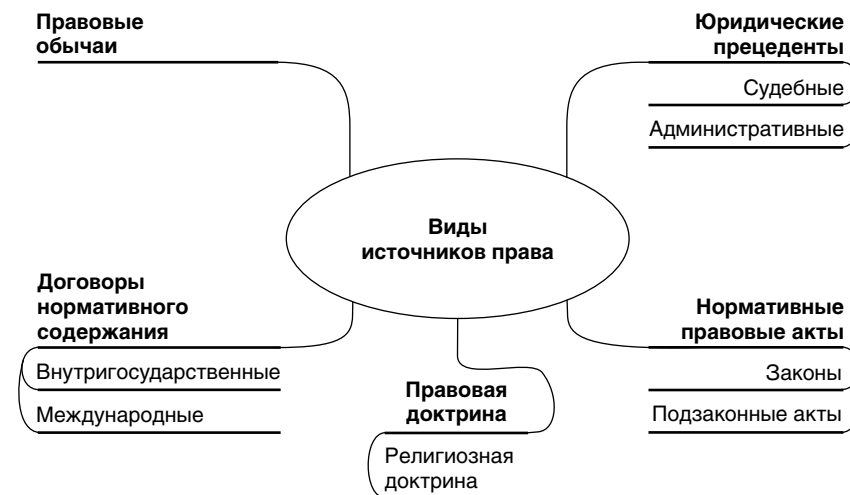 Правовые
обычаи
Юридические
прецеденты
Судебные
Административные
Виды
источников права
Договоры
нормативного
содержания
Внутригосударственные
Международные
Правовая
доктрина
Религиозная
доктрина
Нормативные
правовые акты
Законы
Подзаконные акты